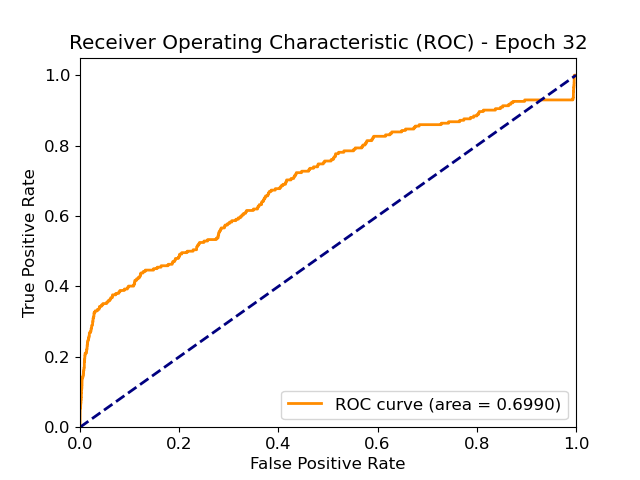 Receiver Operating Characteristic (ROC) - Epoch 32
1.0
0.8
0.6
0.4
0.2
0.0
True Positive Rate
ROC curve (area = 0.6990)
0.0 0.2 0.4 0.6 0.8 1.0
False Positive Rate